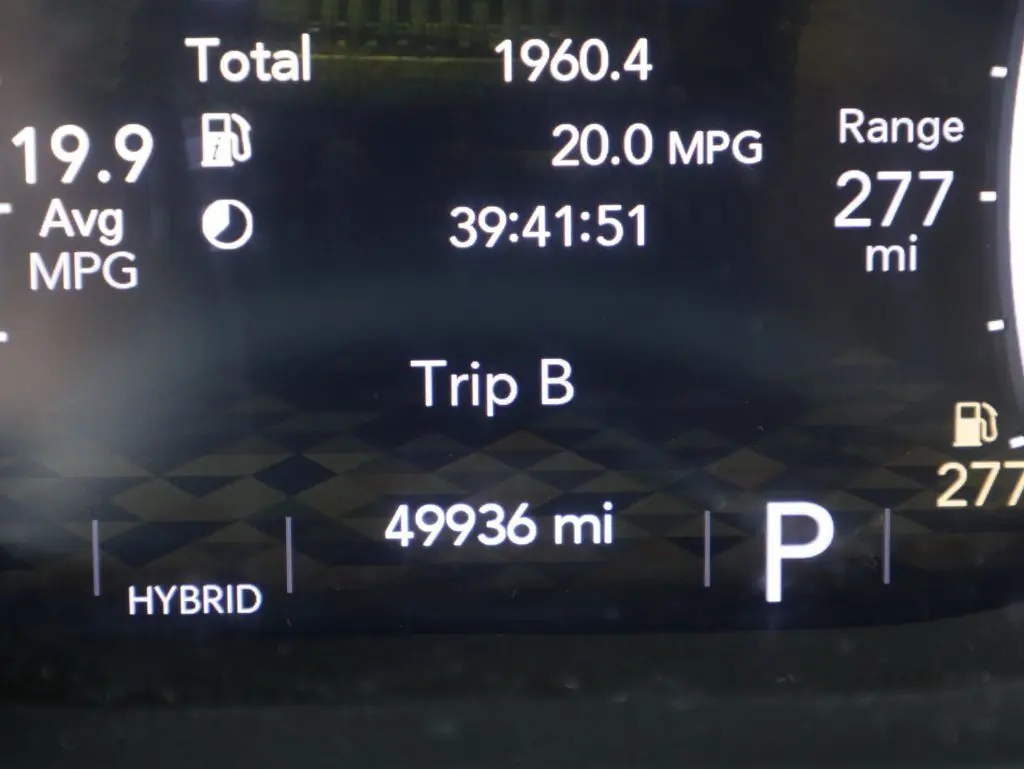 Total 1960.4
19.9 20.0 MPG
Avg
MPG
39:41:51
Range
277
mi
Trip B
277
49936 mi
P
HYBRID